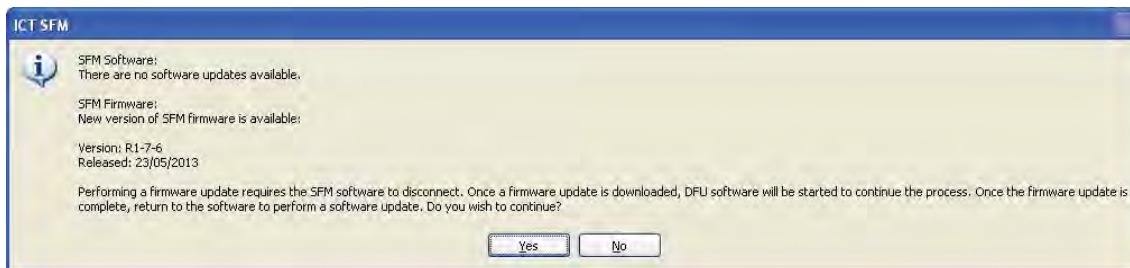 ICT SFM
SFM Software:
There are no software updates available.
SFM Firmware:
New version of SFM firmware is available:
Version: R1-7-6
Released: 23/05/2013
Performing a firmware update requires the SFM software to disconnect. Once a firmware update is downloaded, DFU software will be started to continue the process. Once the firmware update is
complete, return to the software to perform a software update. Do you wish to continue?
Yes No